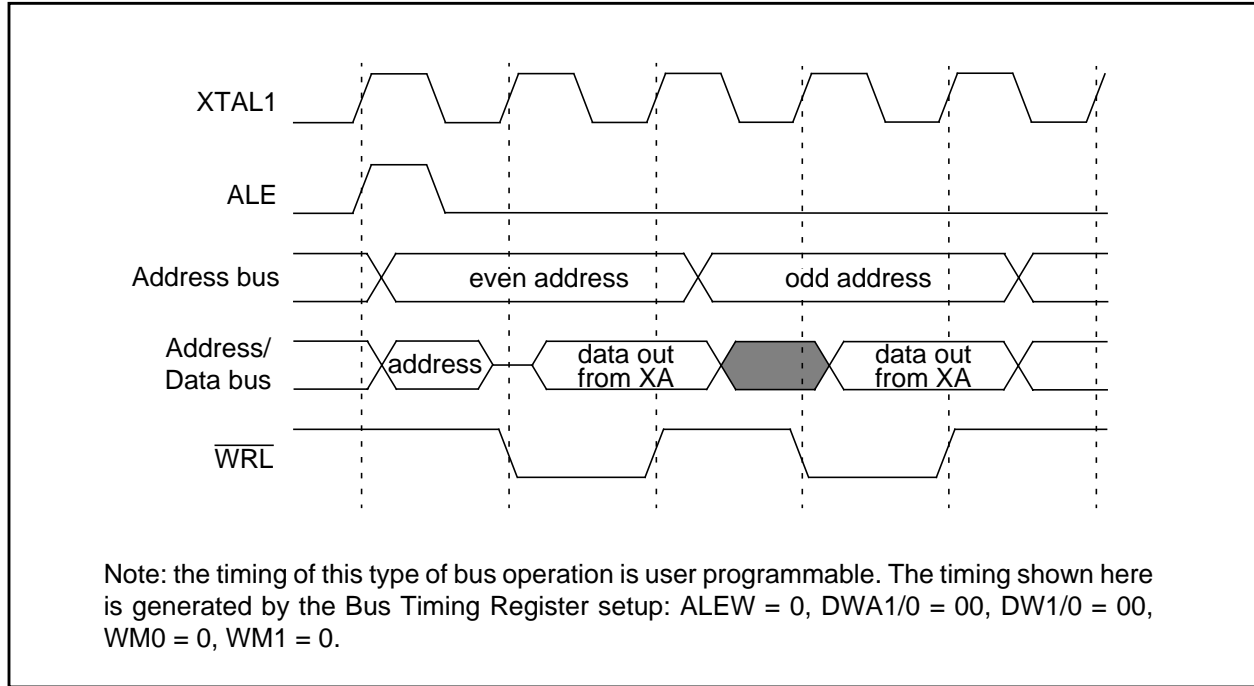 XTAL1
ALE
Address bus
even address
odd address
Address/
Data bus
address
data out
from XA
data out
from XA
WRL
Note: the timing of this type of bus operation is user programmable. The timing shown here
is generated by the Bus Timing Register setup: ALEW = 0, DWA1/0 = 00, DW1/0 = 00,
WM0 = 0, WM1 = 0.